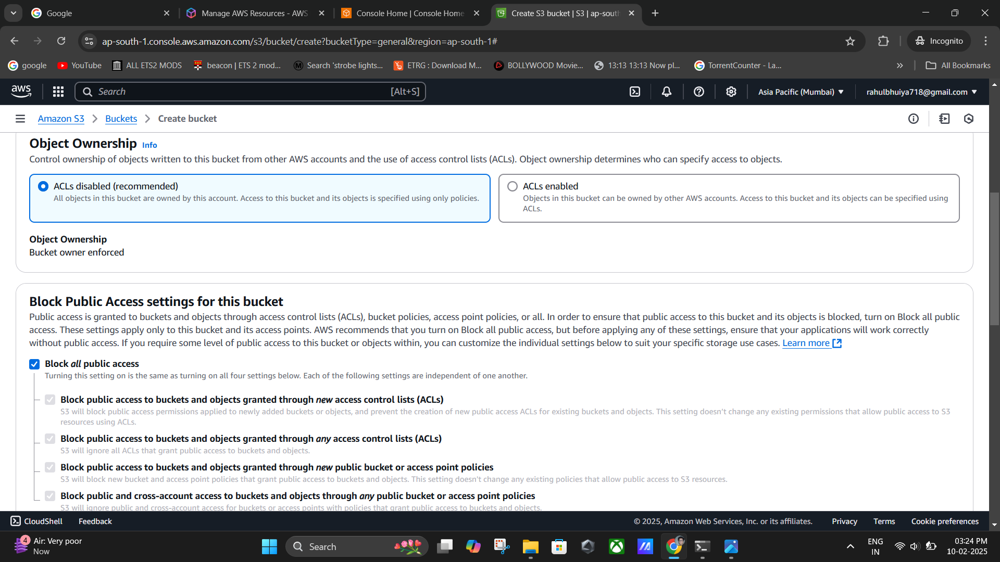 Google
Manage AWS Resources - AWS
Console Home | Console Home
Create S3 bucket | S3 | ap-south
ap-south-1.console.aws.amazon.com/s3/bucket/create?bucketType=general&region=ap-south-1#
Incognito
google
YouTube
ALL ETS2 MODS
beacon | ETS 2 mod...
Search 'strobe lights...
ETRG : Download M...
BOLLYWOOD Movie...
13:13 13:13 Now pl...
TorrentCounter - La...
All Bookmarks
aws
Search
[Alt+S]
Asia Pacific (Mumbai)
rahulbhuiya718@gmail.com
Amazon S3
Buckets
Create bucket
Object Ownership Info
Control ownership of objects written to this bucket from other AWS accounts and the use of access control lists (ACLs). Object ownership determines who can specify access to objects.
ACLs disabled (recommended)
All objects in this bucket are owned by this account. Access to this bucket and its objects is specified using only policies.
ACLs enabled
Objects in this bucket can be owned by other AWS accounts. Access to this bucket and its objects can be specified using
ACLs.
Object Ownership
Bucket owner enforced
Block Public Access settings for this bucket
Public access is granted to buckets and objects through access control lists (ACLs), bucket policies, access point policies, or all. In order to ensure that public access to this bucket and its objects is blocked, turn on Block all public
access. These settings apply only to this bucket and its access points. AWS recommends that you turn on Block all public access, but before applying any of these settings, ensure that your applications will work correctly
without public access. If you require some level of public access to this bucket or objects within, you can customize the individual settings below to suit your specific storage use cases. Learn more
Block all public access
Turning this setting on is the same as turning on all four settings below. Each of the following settings are independent of one another.
Block public access to buckets and objects granted through new access control lists (ACLs)
S3 will block public access permissions applied to newly added buckets or objects, and prevent the creation of new public access ACLs for existing buckets and objects. This setting doesn't change any existing permissions that allow public access to S3
resources using ACLs.
Block public access to buckets and objects granted through any access control lists (ACLs)
S3 will ignore all ACLs that grant public access to buckets and objects.
Block public access to buckets and objects granted through new public bucket or access point policies
S3 will block new bucket and access point policies that grant public access to buckets and objects. This setting doesn't change any existing policies that allow public access to S3 resources.
Block public and cross-account access to buckets and objects through any public bucket or access point policies
S3 will ignore public and cross-account access for buckets or access points with policies that grant public access to buckets and objects.
CloudShell
Feedback
© 2025, Amazon Web Services, Inc. or its affiliates.
Privacy
Terms
Cookie preferences
4
Air: Very poor
Now
Search
ENG
IN
03:24 PM
10-02-2025